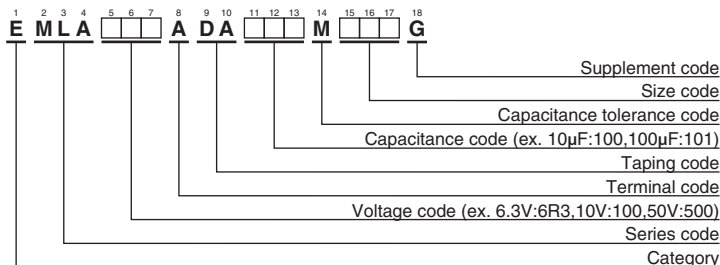 1 2 3 4 5 6 7 8 9 10 11 12 13 14 15 16 17 18
E MLA □□□ A DA □□□ M □□□ G
Supplement code
Size code
Capacitance tolerance code
Capacitance code (ex. 10μF:100,100μF:101)
Taping code
Terminal code
Voltage code (ex. 6.3V:6R3,10V:100,50V:500)
Series code
Category